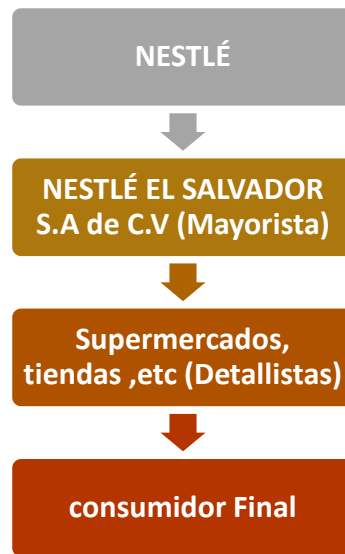 NESTLÉ
NESTLÉ EL SALVADOR
S.A de C.V (Mayorista)
Supermercados,
tiendas ,etc (Detallistas)
consumidor Final